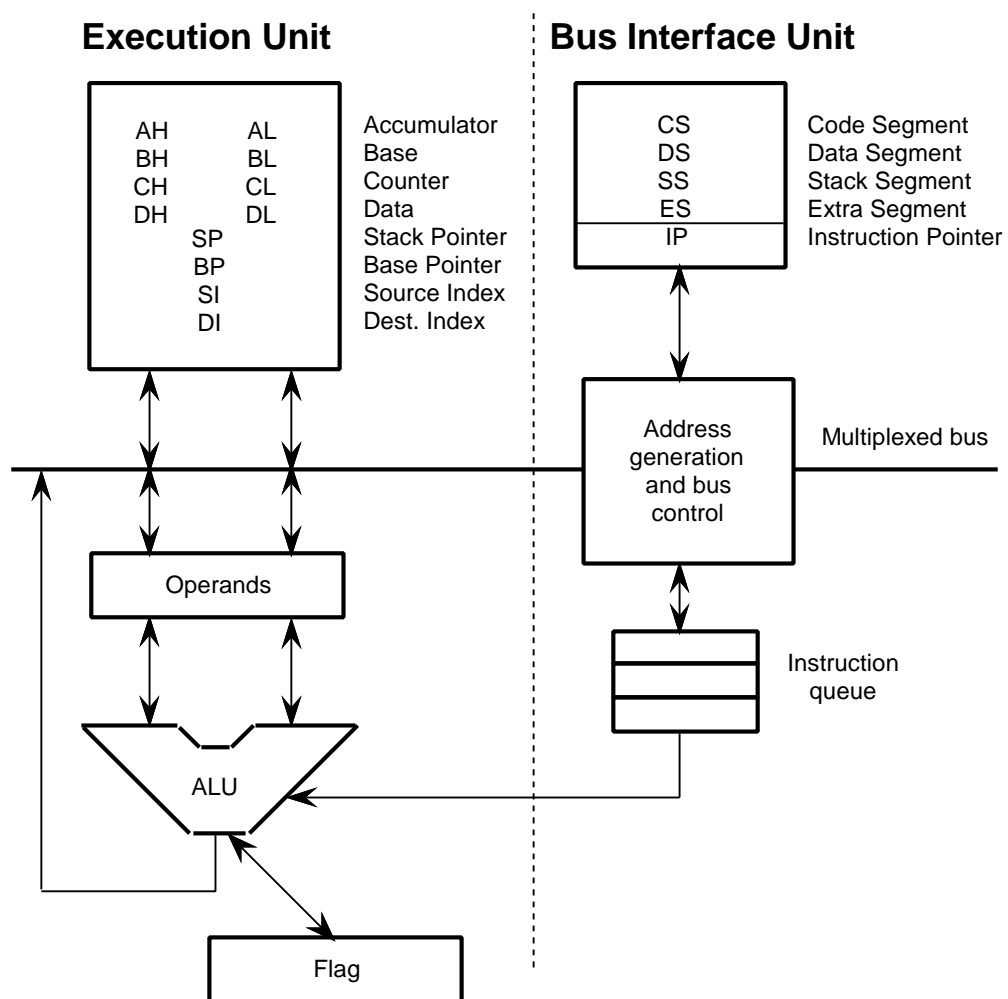 Execution Unit
Bus Interface Unit
AH AL Accumulator
BH BL Base
CH CL Counter
DH DL Data
SP Stack Pointer
BP Base Pointer
SI Source Index
DI Dest. Index
CS Code Segment
DS Data Segment
SS Stack Segment
ES Extra Segment
IP Instruction Pointer
Address
generation
and bus
control
Multiplexed bus
Operands
Instruction
queue
ALU
Flag